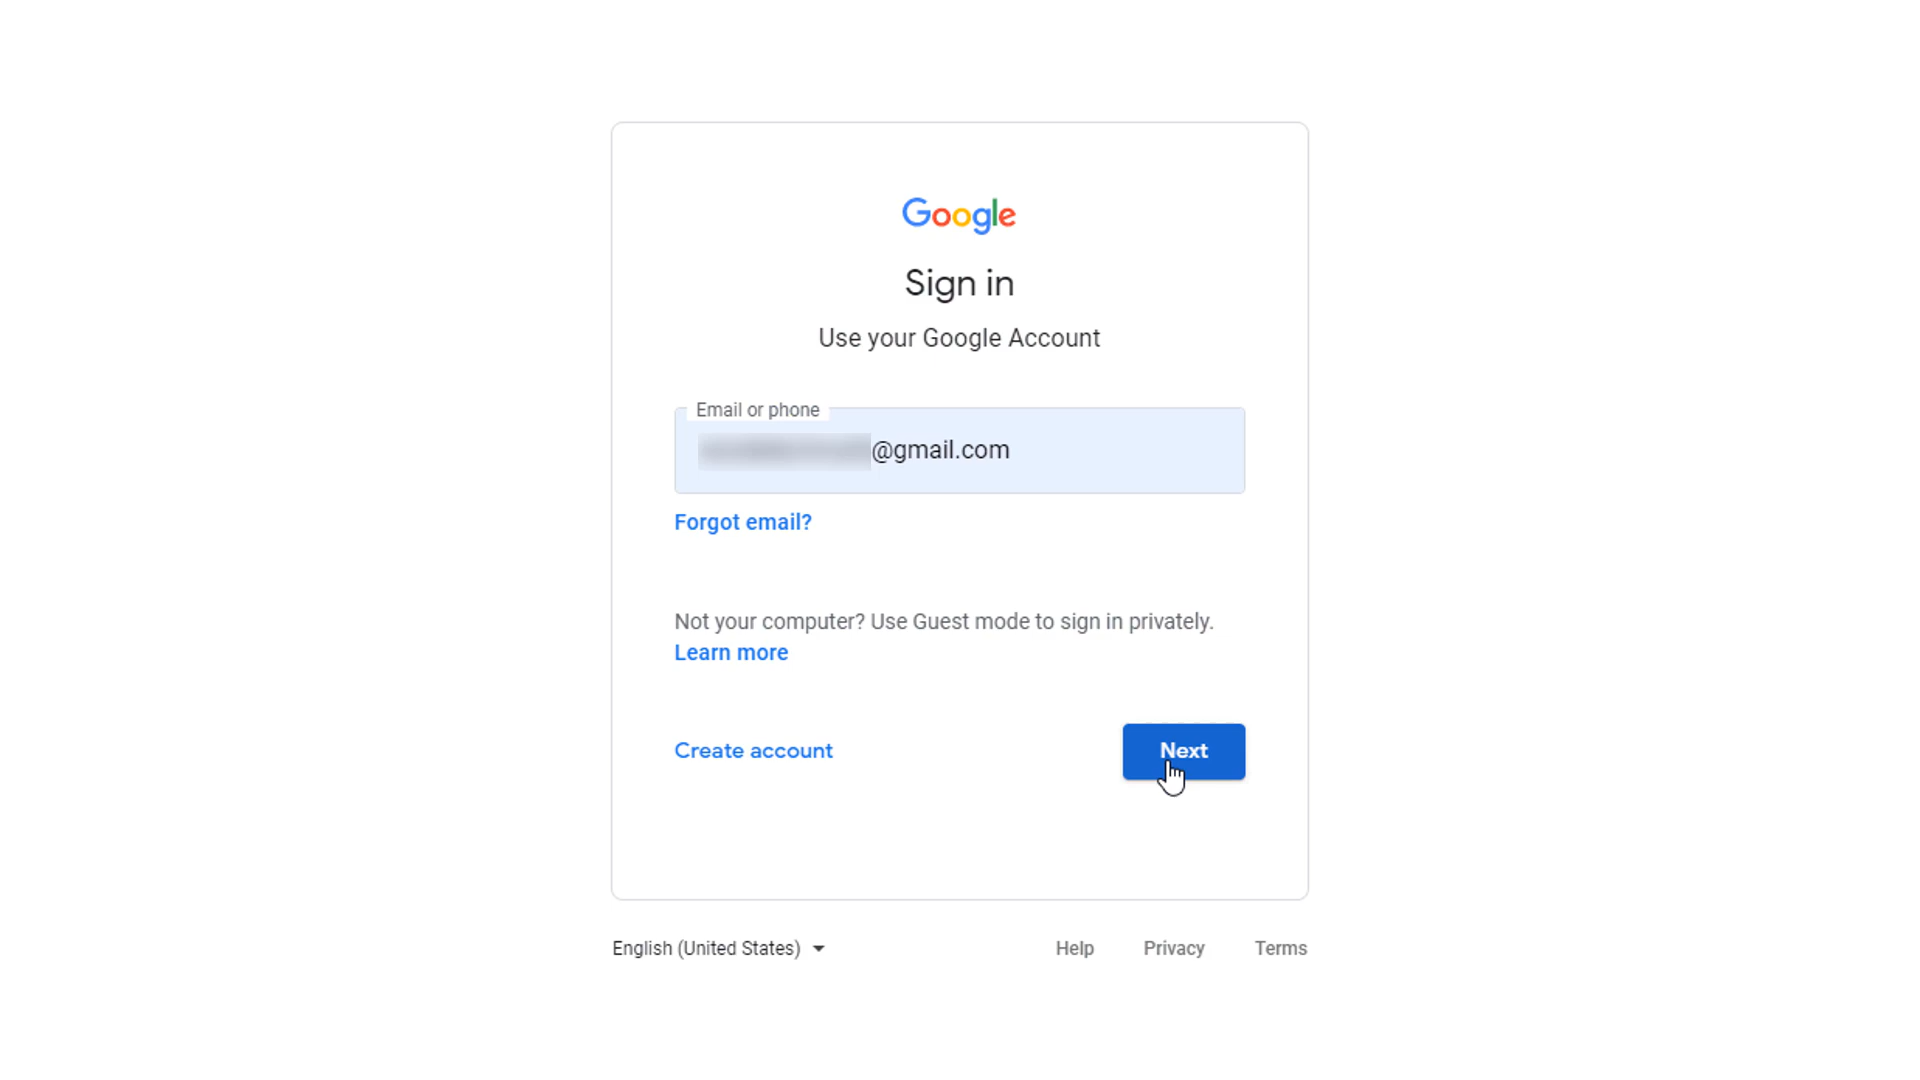 Google
Sign in
Use your Google Account
Email or phone
@gmail.com
Forgot email?
Not your computer? Use Guest mode to sign in privately.
Learn more
Create account
Next
English (United States)
Help
Privacy
Terms